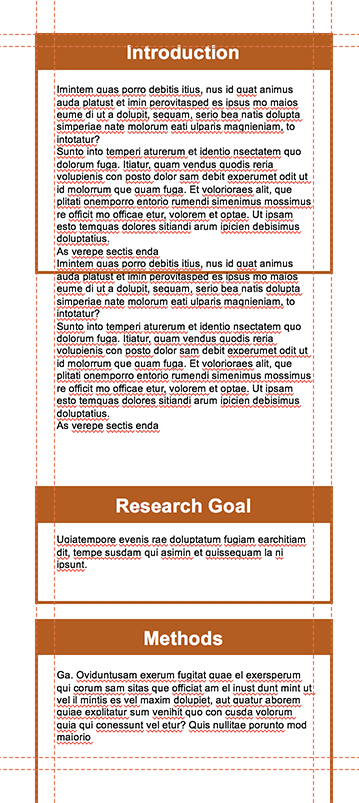 Introduction
Imintem quas porro debitis itius, nus id quat animus
auda platust et imin perovitasped es ipsus mo maios
eume di ut a dolupit, sequam, serio bea natis dolupta
simperiae nate molorum eati ulparis magnieniam, to
intotatur?
Sunto into temperi aturerum et identio nsectatem quo
dolorum fuga. Itiatur, quam vendus quodis reria
volupienis con posto dolor sam debit experumet odit ut
id molorrum que quam fuga. Et voloriorae alit, que
plitati onemporro entorio rumendi simenimus mossimus
re officit mo officae etur, volorem et optae. Ut ipsam
esto temquas dolores sitiandi arum ipicien debisimus
doluptatius.
As verepe sectis enda
Imintem quas porro debitis itius, nus id quat animus
auda platust et imin perovitasped es ipsus mo maios
eume di ut a dolupit, sequam, serio bea natis dolupta
simperiae nate molorum eati ulparis magnieniam, to
intotatur?
Sunto into temperi aturerum et identio nsectatem quo
dolorum fuga. Itiatur, quam vendus quodis reria
volupienis con posto dolor sam debit experumet odit ut
id molorrum que quam fuga. Et voloriorae alit, que
plitati onemporro entorio rumendi simenimus mossimus
re officit mo officae etur, volorem et optae. Ut ipsam
esto temquas dolores sitiandi arum ipicien debisimus
doluptatius.
As verepe sectis enda
Research Goal
Ugiatempore evenis rae doluptatum fugiam earchitiam
dit, tempe susdam qui asimin et quissequam la ni
ipsunt.
Methods
Ga. Oviduntusam exerum fugitat quae el exersperum
qui corum sam sitas que officiat am el inust dunt mint ut
vel il mintis es vel maxim dolupiet, aut quatur aborem
quiae explitatur sum venihit quo con cusda volorum
quia qui conessunt vel etur? Quis nullitae porunto mod
maiorio